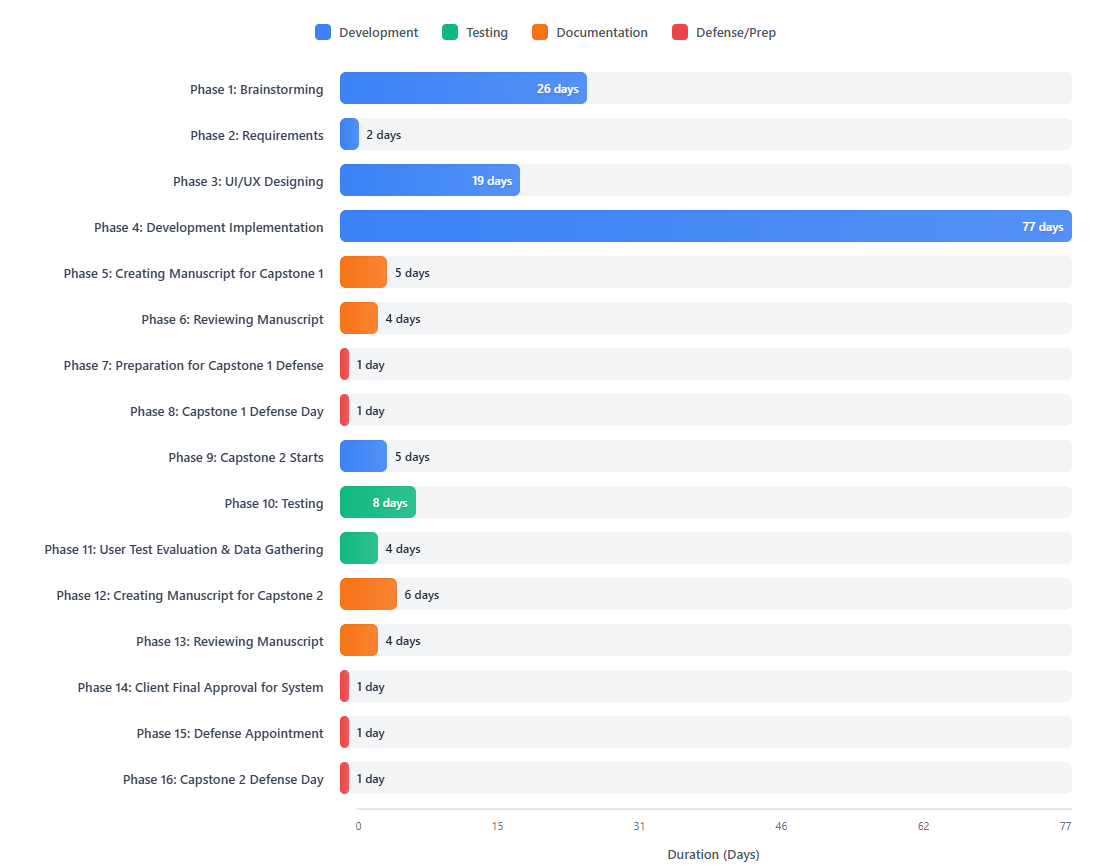 Development Testing Documentation Defense/Prep
Phase 1: Brainstorming 26 days
Phase 2: Requirements 2 days
Phase 3: UI/UX Designing 19 days
Phase 4: Development Implementation 77 days
Phase 5: Creating Manuscript for Capstone 1 5 days
Phase 6: Reviewing Manuscript 4 days
Phase 7: Preparation for Capstone 1 Defense 1 day
Phase 8: Capstone 1 Defense Day 1 day
Phase 9: Capstone 2 Starts 5 days
Phase 10: Testing 8 days
Phase 11: User Test Evaluation & Data Gathering 4 days
Phase 12: Creating Manuscript for Capstone 2 6 days
Phase 13: Reviewing Manuscript 4 days
Phase 14: Client Final Approval for System 1 day
Phase 15: Defense Appointment 1 day
Phase 16: Capstone 2 Defense Day 1 day
0 15 31 46 62 77
Duration (Days)